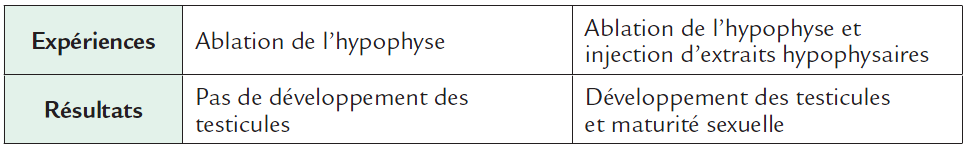 Expériences
Ablation de l’hypophyse
Ablation de l’hypophyse et
injection d’extraits hypophysaires
Résultats
Pas de développement des
testicules
Développement des testicules
et maturité sexuelle